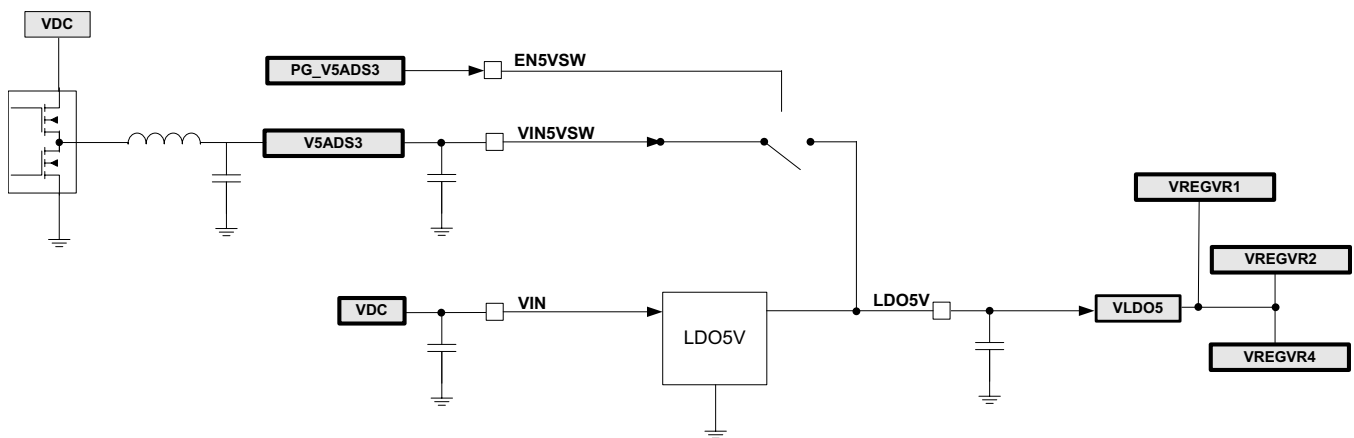 VDC
PG_V5ADS3
EN5VSW
V5ADS3
VIN5VSW
VREGVR1
VREGVR2
VDC
VIN
LDO5V
LDO5V
VLDO5
VREGVR4